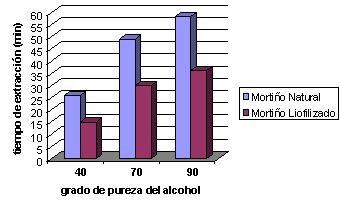 tiempo de extracción (min)
60
55
50
45
40
35
30
25
20
15
10
5
0
40 70 90
grado de pureza del alcohol
Mortiño Natural
Mortiño Liofilizado